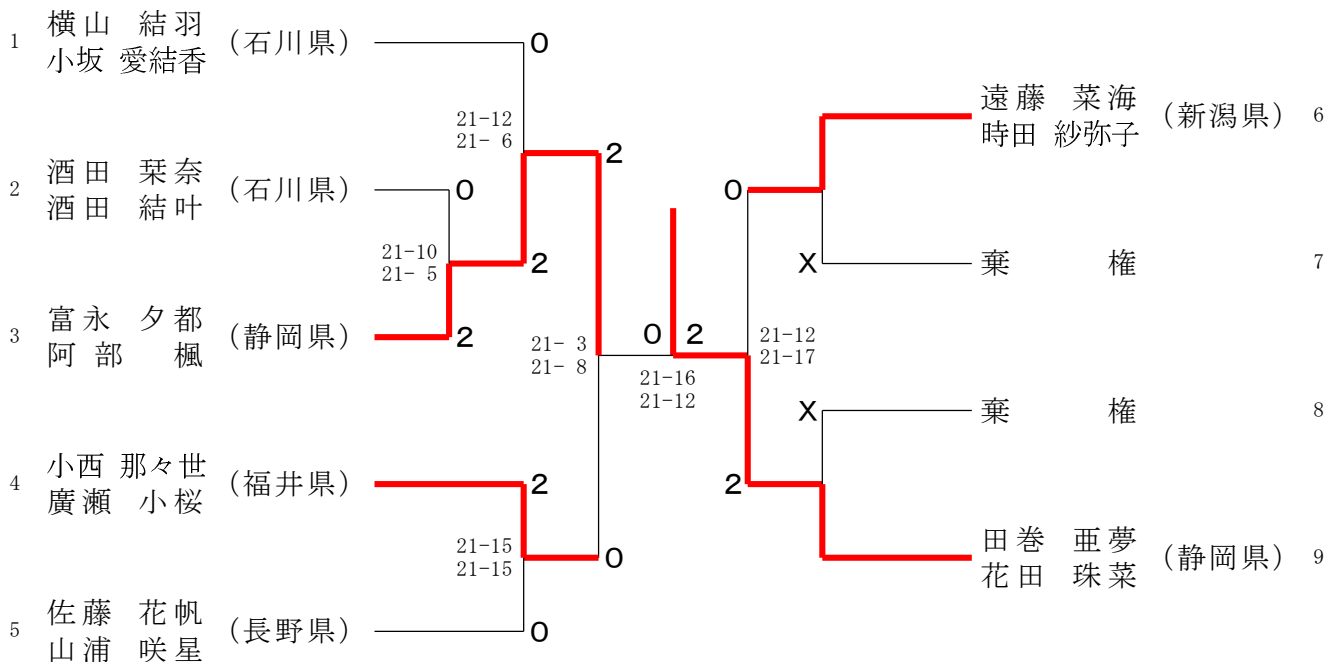 1 横山 結羽 (石川県) 0
小坂 愛結香
21-12
21- 6
2
2 酒田 栞奈 (石川県) 0
酒田 結叶
21-10
21- 5
2
3 富永 夕都 (静岡県) 2
阿部 楓
21- 3
21- 8
4 小西 那々世 (福井県) 2
廣瀬 小桜
21-15
21-15
0
5 佐藤 花帆 (長野県) 0
山浦 咲星
0 2
21-16
21-12
遠藤 菜海 (新潟県) 6
時田 紗弥子
0
X 棄権 7
21-12
21-17
X 棄権 8
2
田巻 亜夢 (静岡県) 9
花田 珠菜